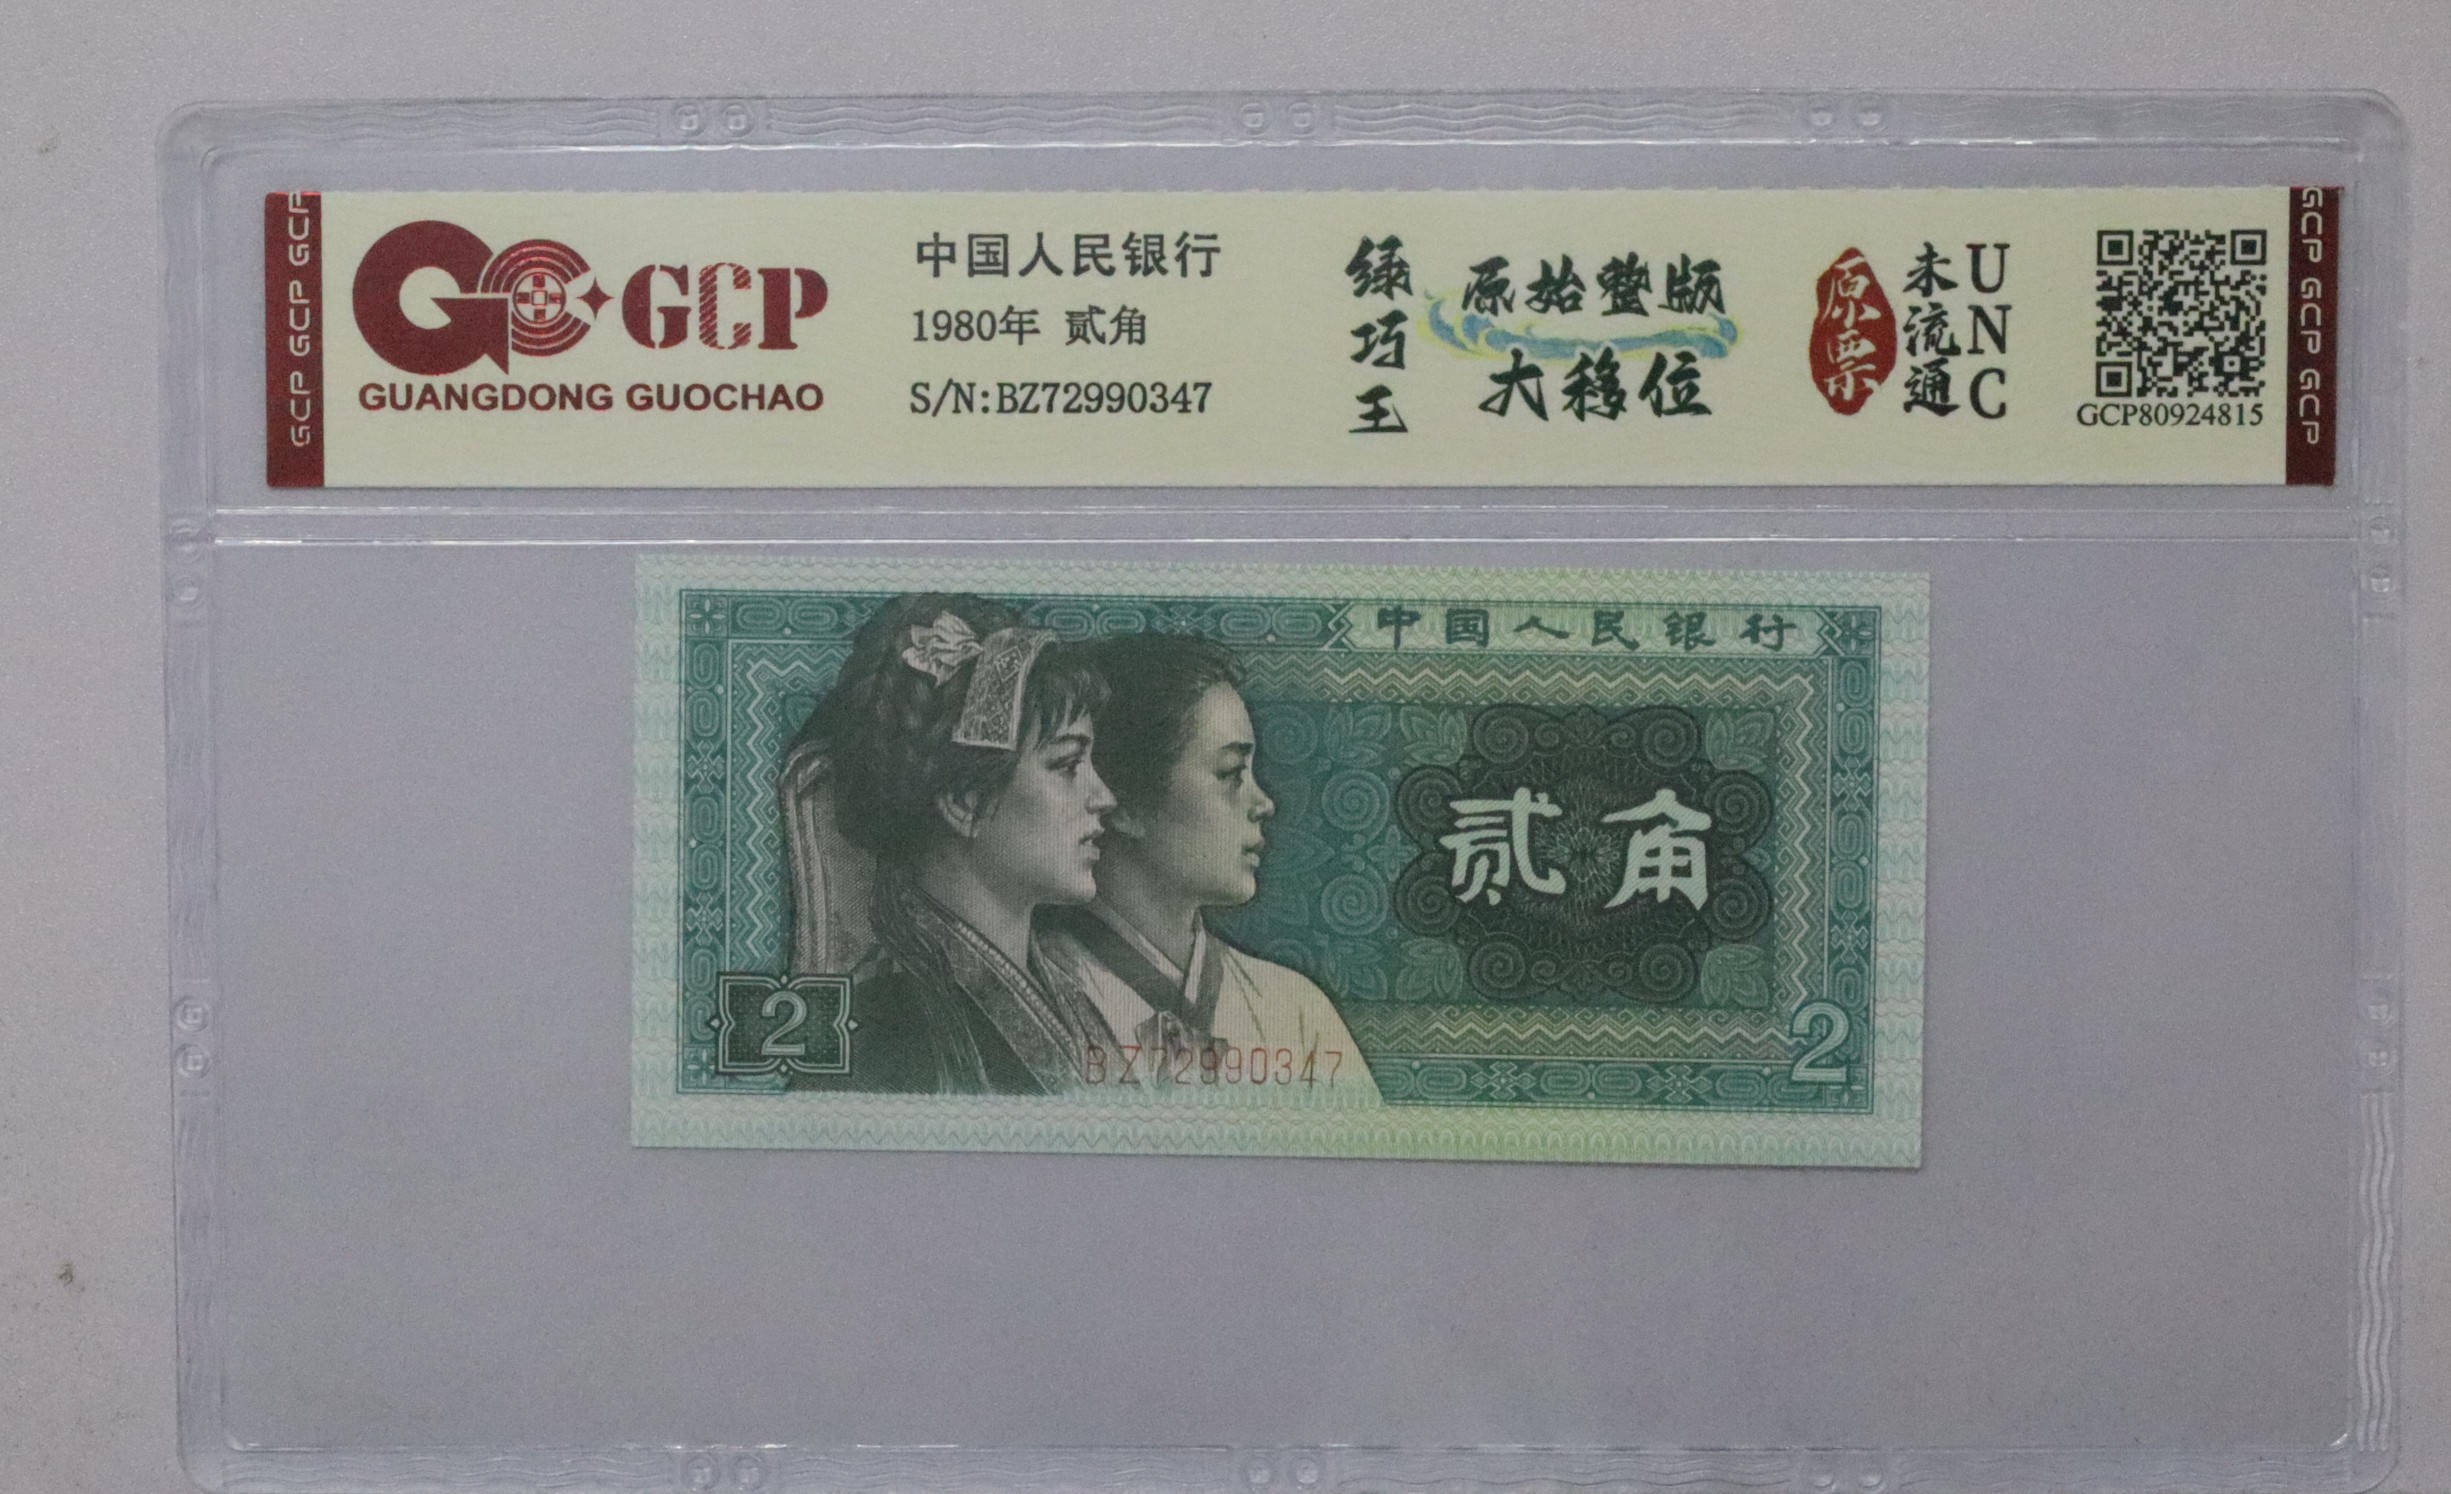 GCP GCP GCP
GCP
GUANGDONG GUOCHAO
中国人民银行
1980年 贰角
S/N:BZ72990347
绿巧王
原始整版
大移位
原票
未流通
UNC
GCP80924815
GCP GCP GCP
中国人民银行
贰角
2
2
BZ72990347